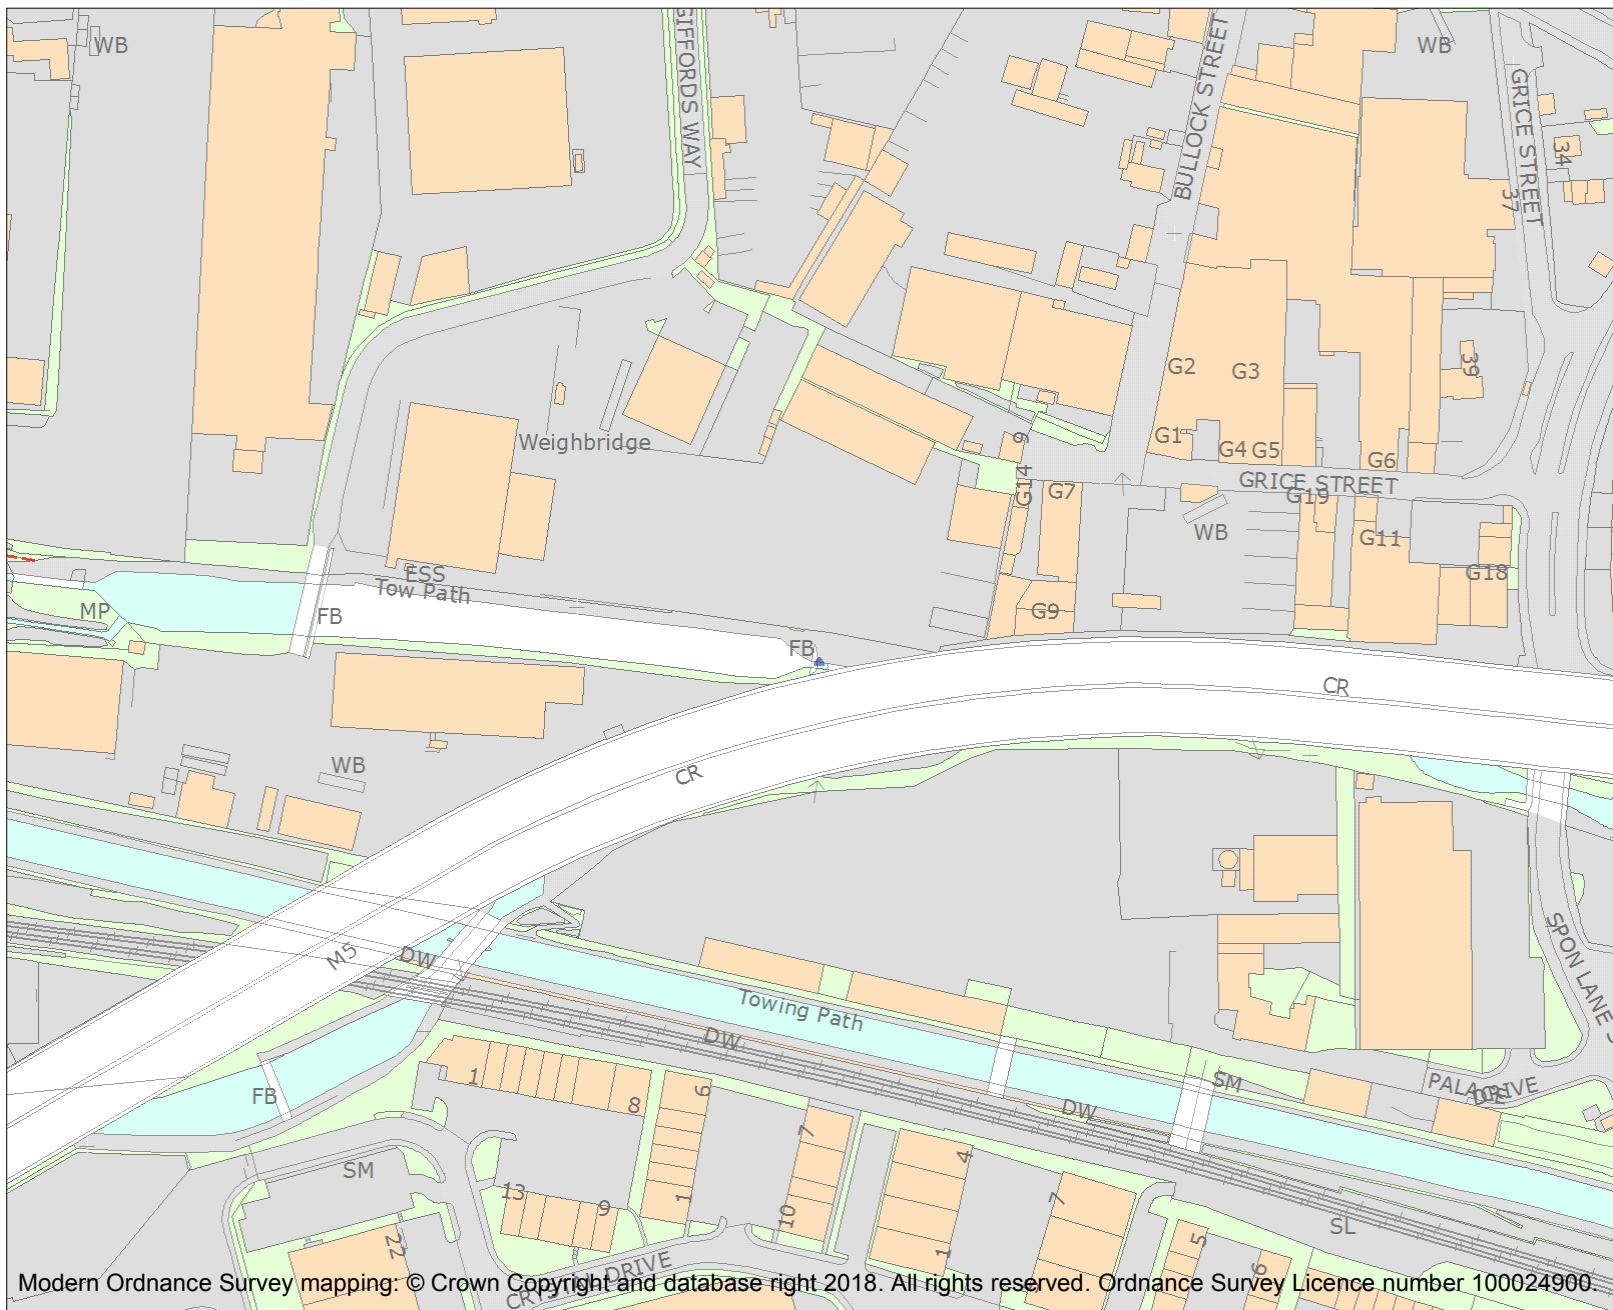 WB
GIFFORDS WAY
BULLOCK STREET
WB
GRICE STREET
34
37
G2
G3
39
Weighbridge
G1
G4
G5
G6
9
G14
G7
GRICE STREET
G19
WB
G11
G18
ESS
Tow Path
MP
FB
G9
FB
CR
WB
CR
M5
DW
SPON LANE S
Towing Path
DW
FB
1
8
6
SM
PALACE
DRIVE
DW
7
4
SM
13
9
1
10
7
1
5
6
SL
22
CRYSTAL DRIVE
Modern Ordnance Survey mapping: © Crown Copyright and database right 2018. All rights reserved. Ordnance Survey Licence number 100024900.